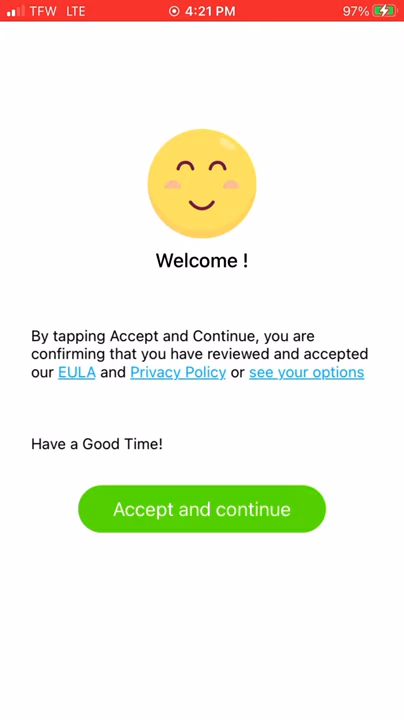 TFW LTE 4:21 PM 97%
Welcome !
By tapping Accept and Continue, you are
confirming that you have reviewed and accepted
our EULA and Privacy Policy or see your options
Have a Good Time!
Accept and continue